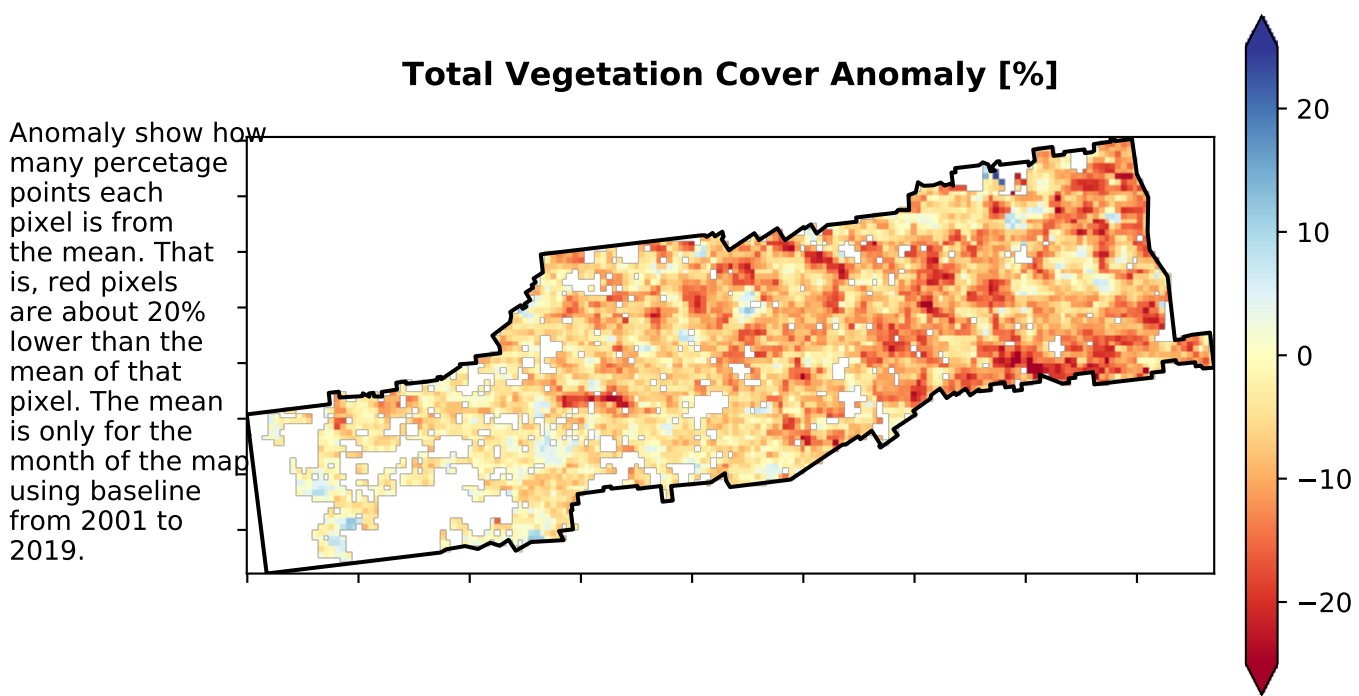 Total Vegetation Cover Anomaly [%]
Anomaly show how
many percetage
points each
pixel is from
the mean. That
is, red pixels
are about 20%
lower than the
mean of that
pixel. The mean
is only for the
month of the map
using baseline
from 2001 to
2019.
20
10
0
−10
−20